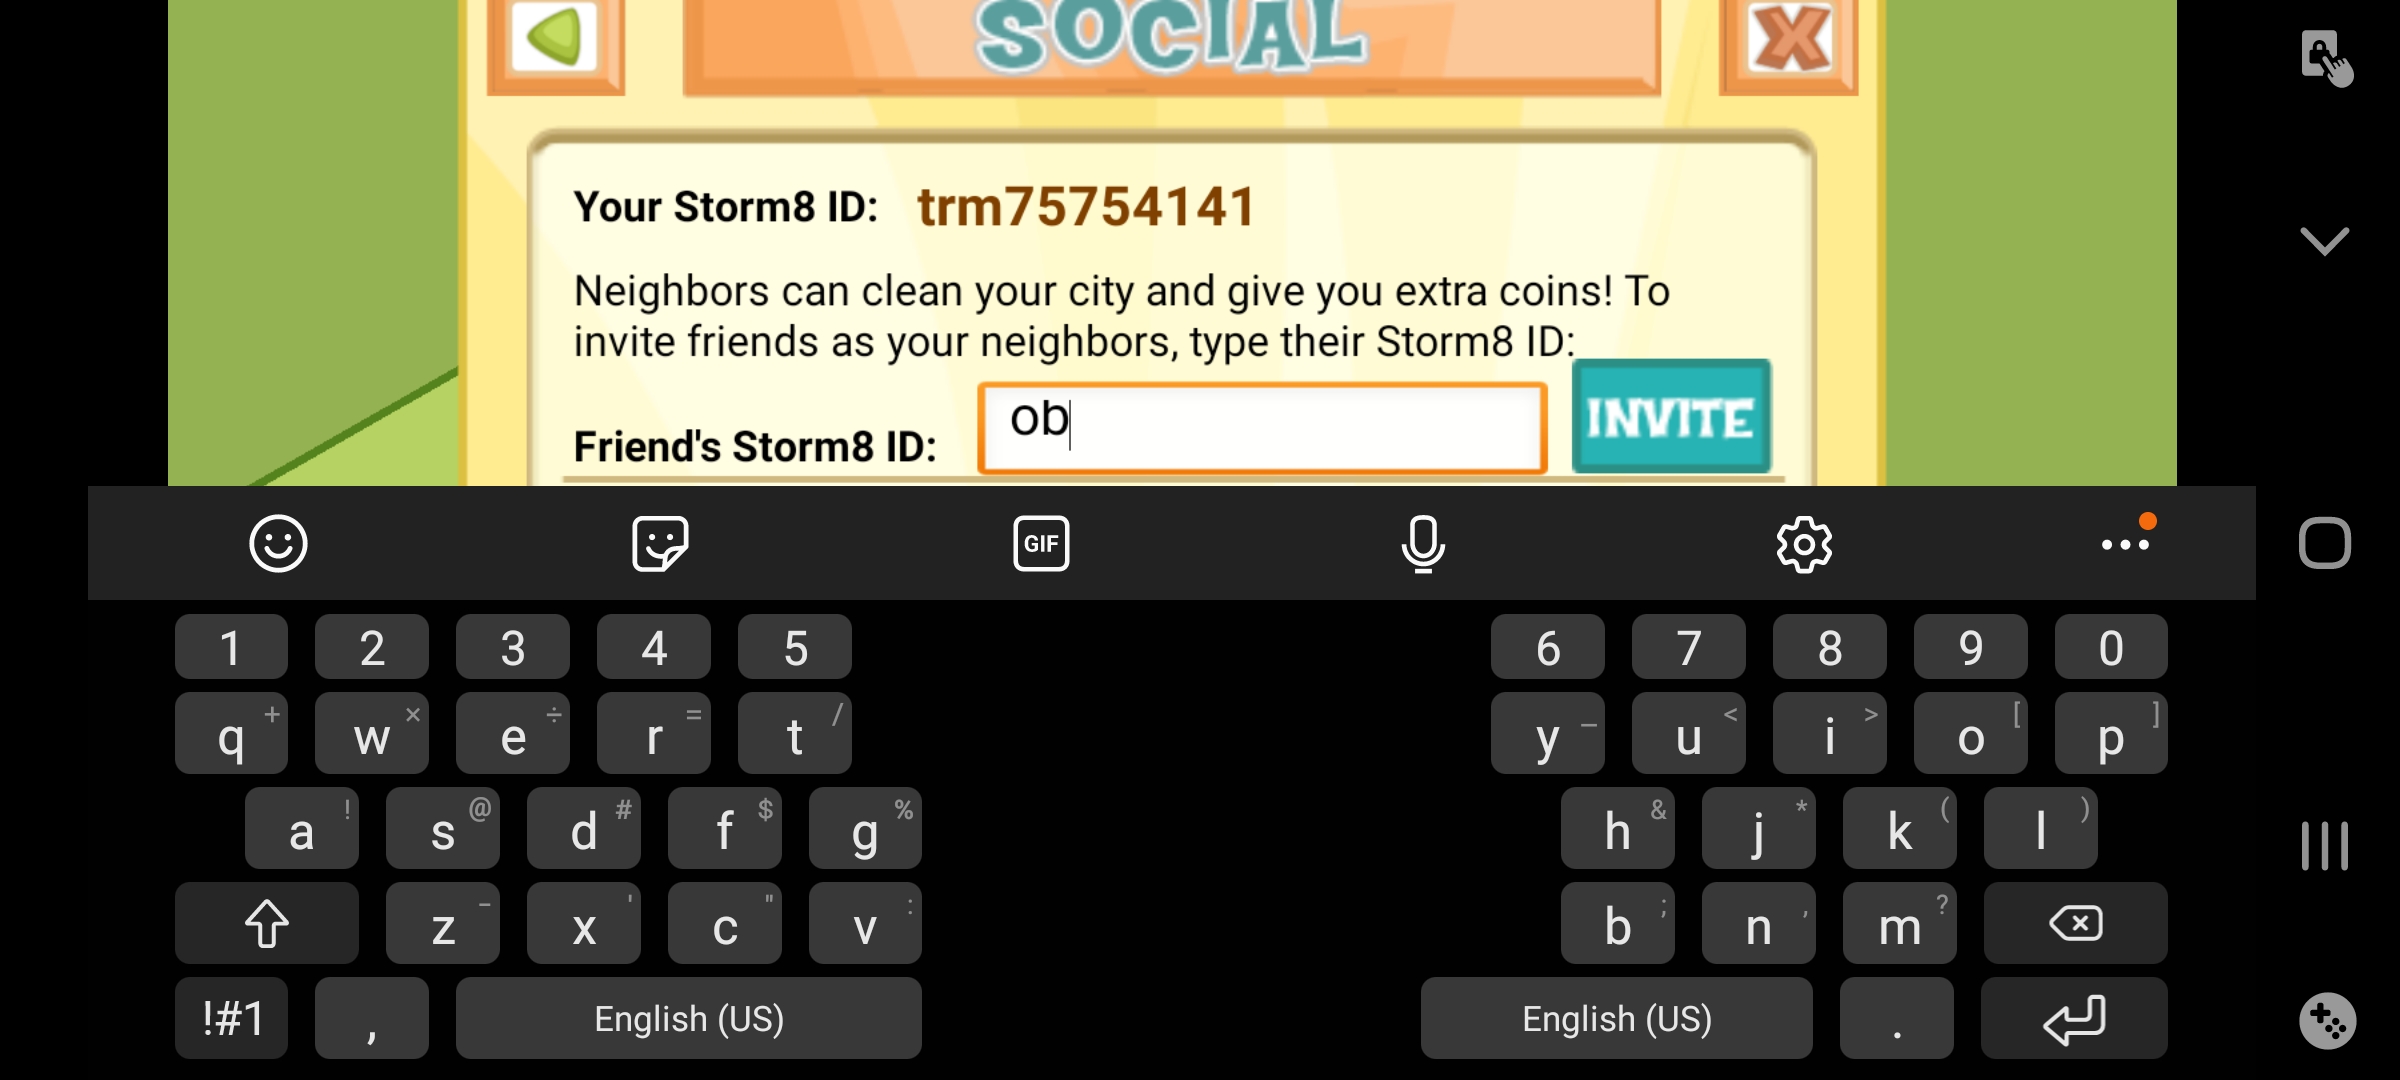 SOCIAL
Your Storm8 ID: trm75754141
Neighbors can clean your city and give you extra coins! To
invite friends as your neighbors, type their Storm8 ID:
Friend's Storm8 ID: ob INVITE
GIF
1 2 3 4 5 6 7 8 9 0
q + w × e ÷ r = t / y _ u < i > o [ p ]
a ! s @ d # f $ g % h & j * k ( l )
z - x ' c " v : b ; n , m ?
!#1 , English (US) English (US) .